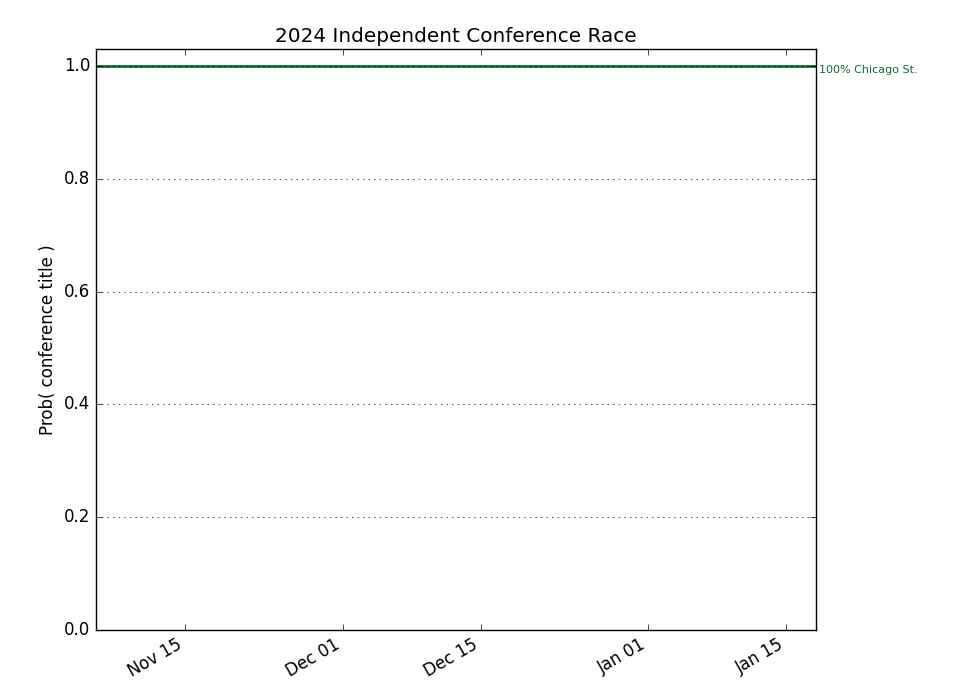 2024 Independent Conference Race
1.0
100% Chicago St.
0.8
0.6
Prob( conference title )
0.4
0.2
0.0
Nov 15
Dec 01
Dec 15
Jan 01
Jan 15